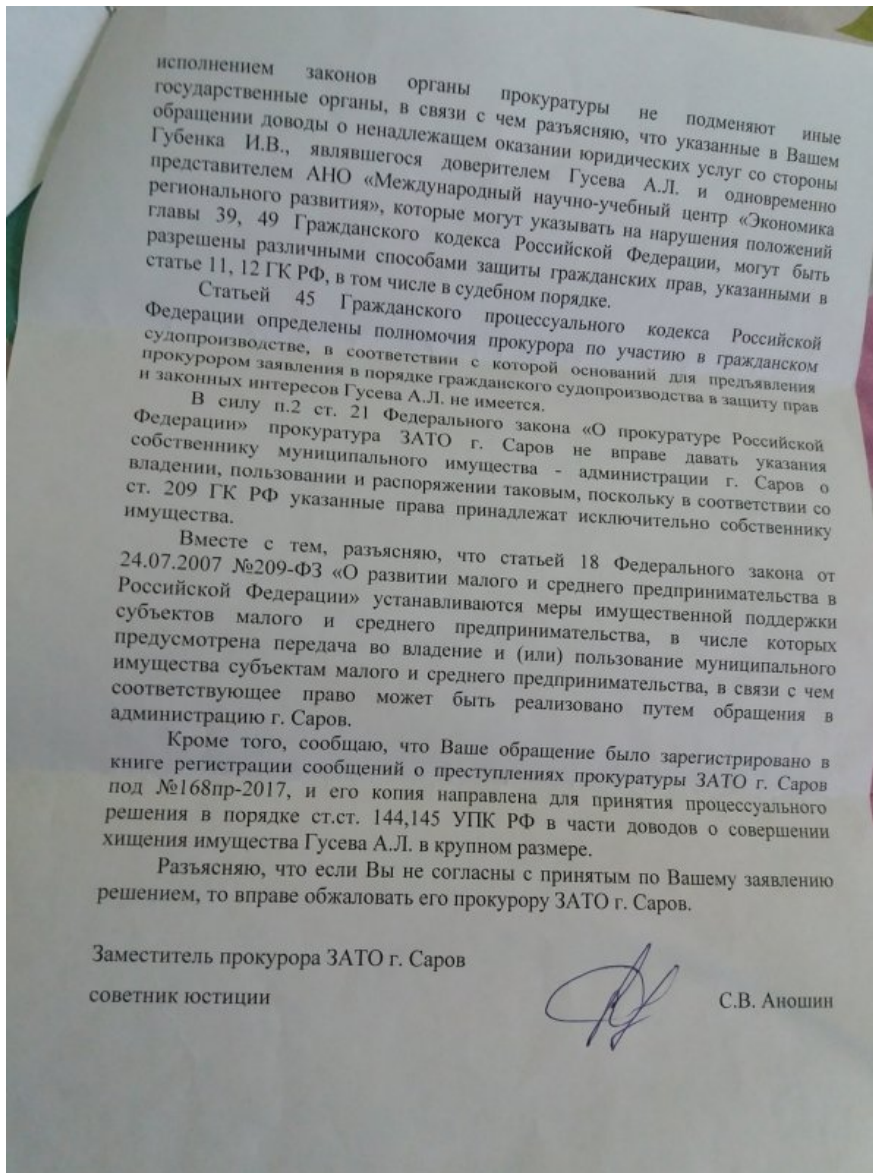 исполнением законов органы прокуратуры не подменяют иные
государственные органы, в связи с чем разъясняю, что указанные в Вашем
обращении доводы о ненадлежащем оказании юридических услуг со стороны
Губенка И.В., являвшегося доверителем Гусева А.Л. и одновременно
представителем АНО «Международный научно-учебный центр «Экономика
регионального развития», которые могут указывать на нарушения положений
главы 39, 49 Гражданского кодекса Российской Федерации, могут быть
разрешены различными способами защиты гражданских прав, указанными в
статье 11, 12 ГК РФ, в том числе в судебном порядке.
Статьей 45 Гражданского процессуального кодекса Российской
Федерации определены полномочия прокурора по участию в гражданском
судопроизводстве, в соответствии с которой оснований для предъявления
прокурором заявления в порядке гражданского судопроизводства в защиту прав
и законных интересов Гусева А.Л. не имеется.
В силу п.2 ст. 21 Федерального закона «О прокуратуре Российской
Федерации» прокуратура ЗАТО г. Саров не вправе давать указания
собственнику муниципального имущества - администрации г. Саров о
владении, пользовании и распоряжении таковым, поскольку в соответствии со
ст. 209 ГК РФ указанные права принадлежат исключительно собственнику
имущества.
Вместе с тем, разъясняю, что статьей 18 Федерального закона от
24.07.2007 №209-ФЗ «О развитии малого и среднего предпринимательства в
Российской Федерации» устанавливаются меры имущественной поддержки
субъектов малого и среднего предпринимательства, в числе которых
предусмотрена передача во владение и (или) пользование муниципального
имущества субъектам малого и среднего предпринимательства, в связи с чем
соответствующее право может быть реализовано путем обращения в
администрацию г. Саров.
Кроме того, сообщаю, что Ваше обращение было зарегистрировано в
книге регистрации сообщений о преступлениях прокуратуры ЗАТО г. Саров
под №168пр-2017, и его копия направлена для принятия процессуального
решения в порядке ст.ст. 144,145 УПК РФ в части доводов о совершении
хищения имущества Гусева А.Л. в крупном размере.
Разъясняю, что если Вы не согласны с принятым по Вашему заявлению
решением, то вправе обжаловать его прокурору ЗАТО г. Саров.
Заместитель прокурора ЗАТО г. Саров
советник юстиции С.В. Аношин